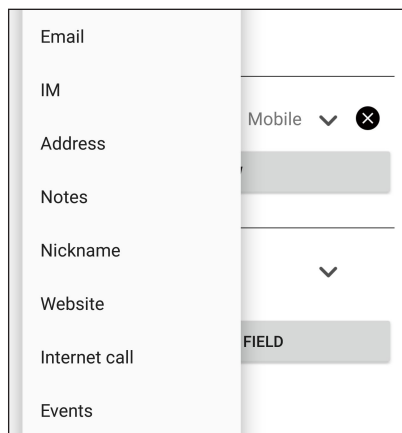 Email
IM
Address
Mobile
Notes
Nickname
Website
Internet call
FIELD
Events